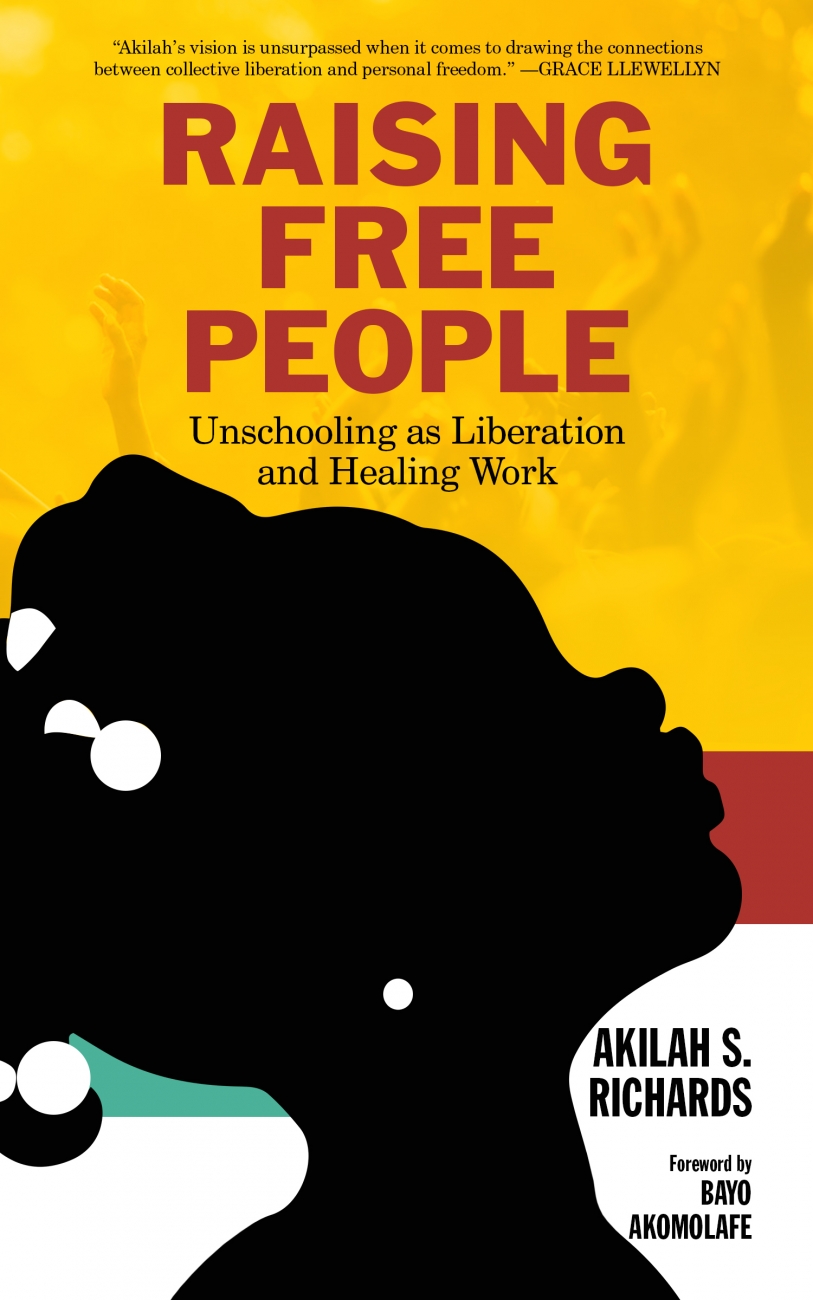 “Akilah’s vision is unsurpassed when it comes to drawing the connections
between collective liberation and personal freedom.” —GRACE LLEWELLYN
RAISING
FREE
PEOPLE
Unschooling as Liberation
and Healing Work
AKILAH S.
RICHARDS
Foreword by
BAYO
AKOMOLAFE